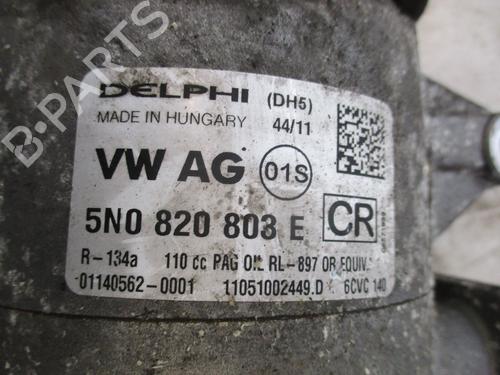 DELPHI (DH5)
MADE IN HUNGARY 44/11
VW AG 01S
5N0 820 803 E CR
R-134a 110 cc PAG OIL RL-897 OR EQUIV.
01140562-0001 11051002449.D 6CVC 140